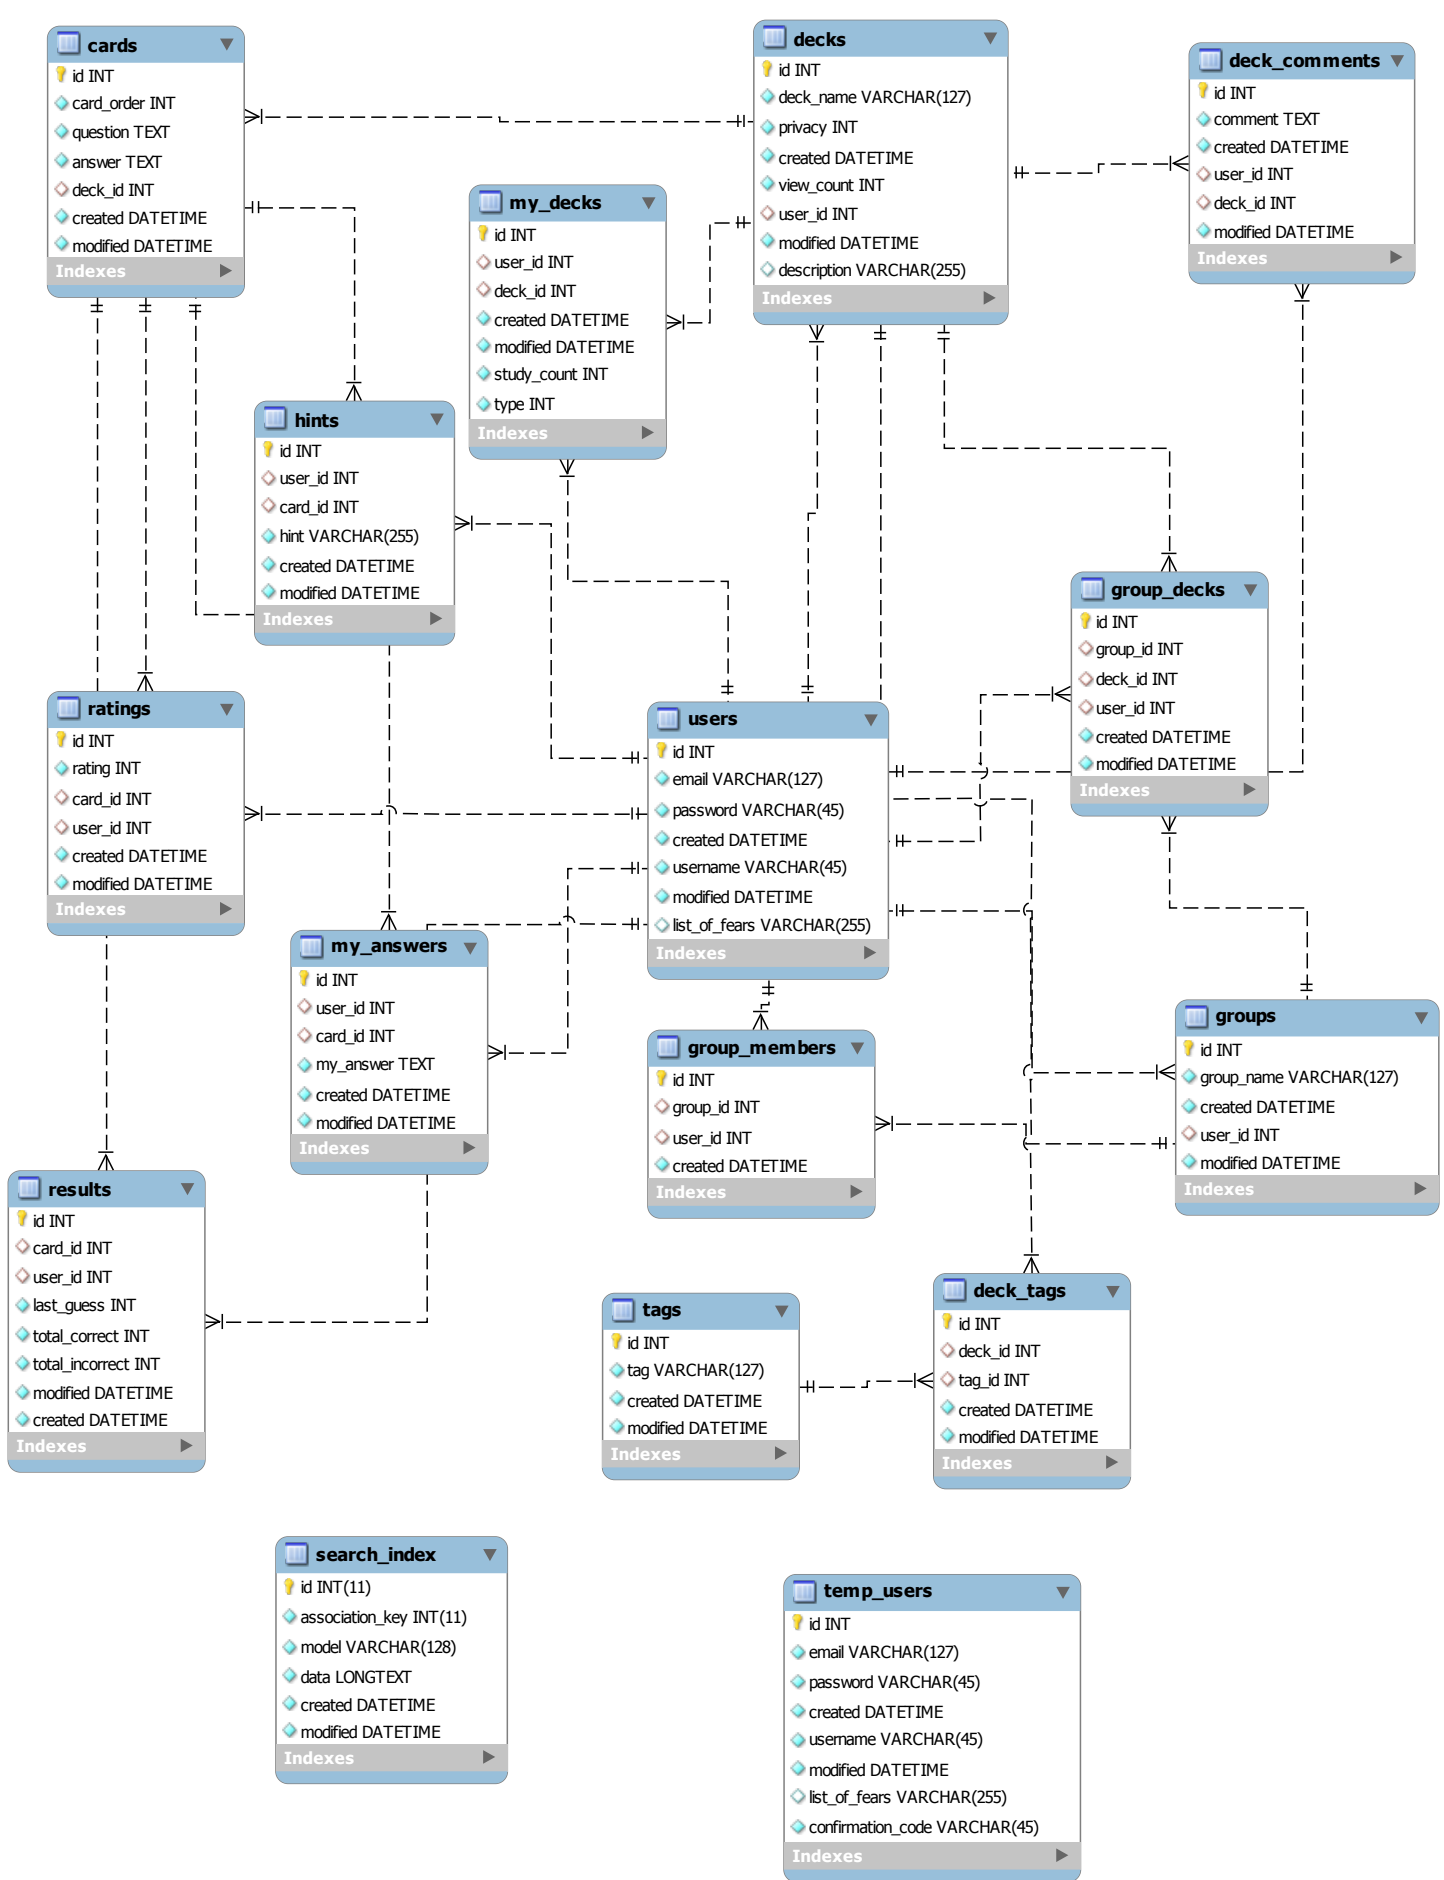 cards
id INT
card_order INT
question TEXT
answer TEXT
deck_id INT
created DATETIME
modified DATETIME
Indexes
decks
id INT
deck_name VARCHAR(127)
privacy INT
created DATETIME
view_count INT
user_id INT
modified DATETIME
description VARCHAR(255)
Indexes
deck_comments
id INT
comment TEXT
created DATETIME
user_id INT
deck_id INT
modified DATETIME
Indexes
my_decks
id INT
user_id INT
deck_id INT
created DATETIME
modified DATETIME
study_count INT
type INT
Indexes
hints
id INT
user_id INT
card_id INT
hint VARCHAR(255)
created DATETIME
modified DATETIME
Indexes
group_decks
id INT
group_id INT
deck_id INT
user_id INT
created DATETIME
modified DATETIME
Indexes
ratings
id INT
rating INT
card_id INT
user_id INT
created DATETIME
modified DATETIME
Indexes
users
id INT
email VARCHAR(127)
password VARCHAR(45)
created DATETIME
username VARCHAR(45)
modified DATETIME
list_of_fears VARCHAR(255)
Indexes
my_answers
id INT
user_id INT
card_id INT
my_answer TEXT
created DATETIME
modified DATETIME
Indexes
group_members
id INT
group_id INT
user_id INT
created DATETIME
Indexes
groups
id INT
group_name VARCHAR(127)
created DATETIME
user_id INT
modified DATETIME
Indexes
results
id INT
card_id INT
user_id INT
last_guess INT
total_correct INT
total_incorrect INT
modified DATETIME
created DATETIME
Indexes
tags
id INT
tag VARCHAR(127)
created DATETIME
modified DATETIME
Indexes
deck_tags
id INT
deck_id INT
tag_id INT
created DATETIME
modified DATETIME
Indexes
search_index
id INT(11)
association_key INT(11)
model VARCHAR(128)
data LONGTEXT
created DATETIME
modified DATETIME
Indexes
temp_users
id INT
email VARCHAR(127)
password VARCHAR(45)
created DATETIME
username VARCHAR(45)
modified DATETIME
list_of_fears VARCHAR(255)
confirmation_code VARCHAR(45)
Indexes